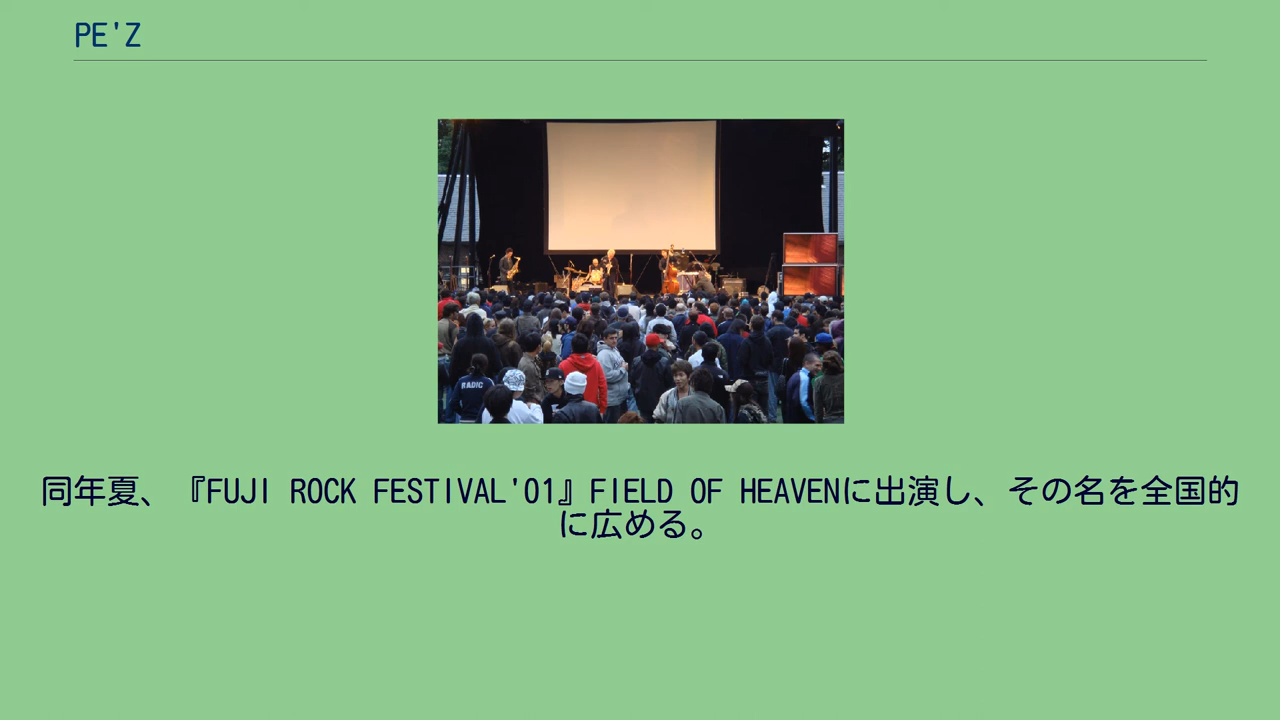 PE'Z
RADIC
同年夏、『FUJI ROCK FESTIVAL'01』FIELD OF HEAVENに出演し、その名を全国的
に広める。